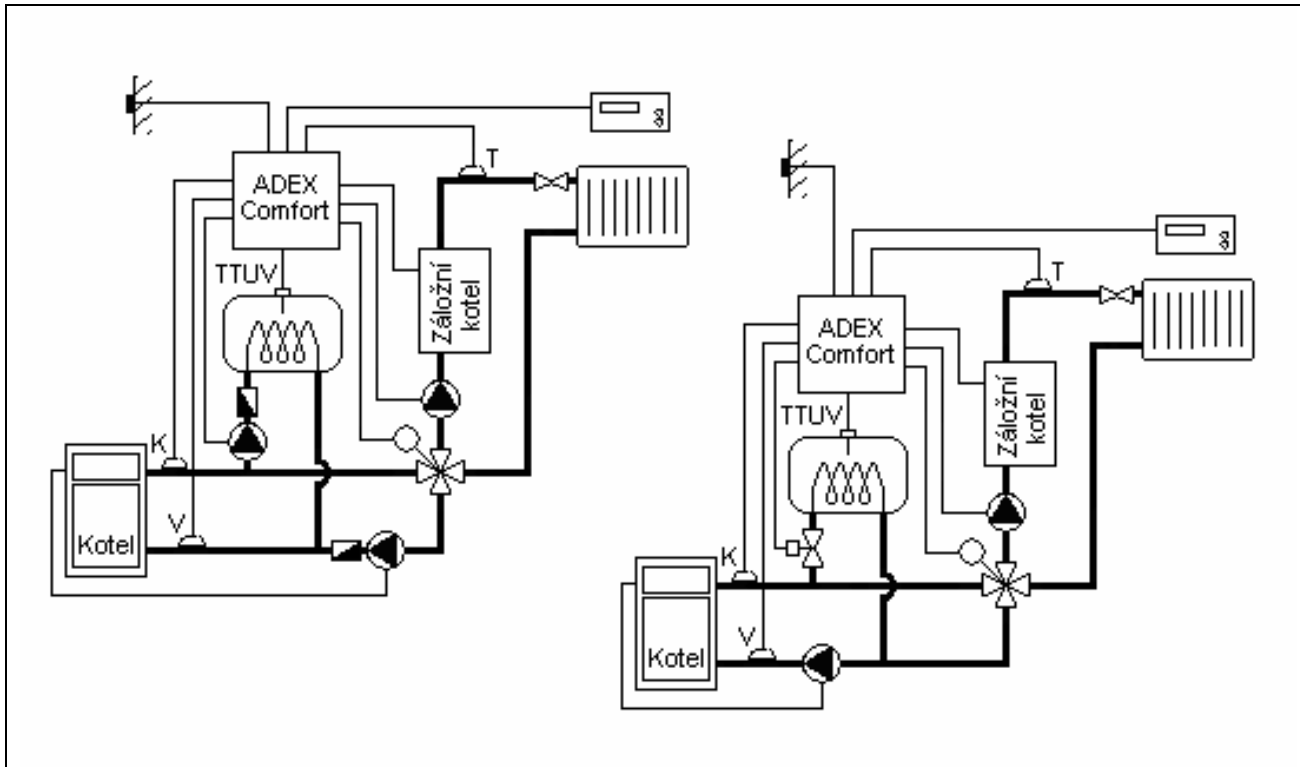 T
ADEX
Comfort
TTUV
Záložní
kotel
K
V
Kotel
T
ADEX
Comfort
TTUV
Záložní
kotel
K
V
Kotel